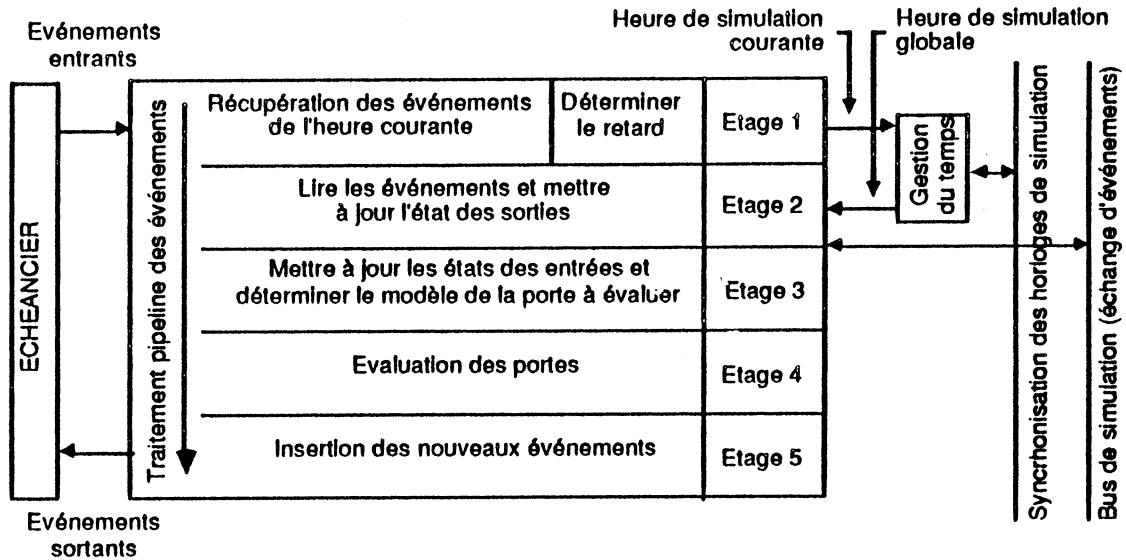 Heure de simulation
courante
Heure de simulation
globale
Evénements
entrants
ECHEANCIER
Traitement pipeline des événements
Récupération des événements
de l'heure courante
Déterminer
le retard
Etage 1
Lire les événements et mettre
à jour l'état des sorties
Etage 2
Mettre à jour les états des entrées et
déterminer le modèle de la porte à évaluer
Etage 3
Evaluation des portes
Etage 4
Insertion des nouveaux événements
Etage 5
Gestion
du temps
Syncrhonisation des horloges de simulation
Bus de simulation (échange d'événements)
Evénements
sortants